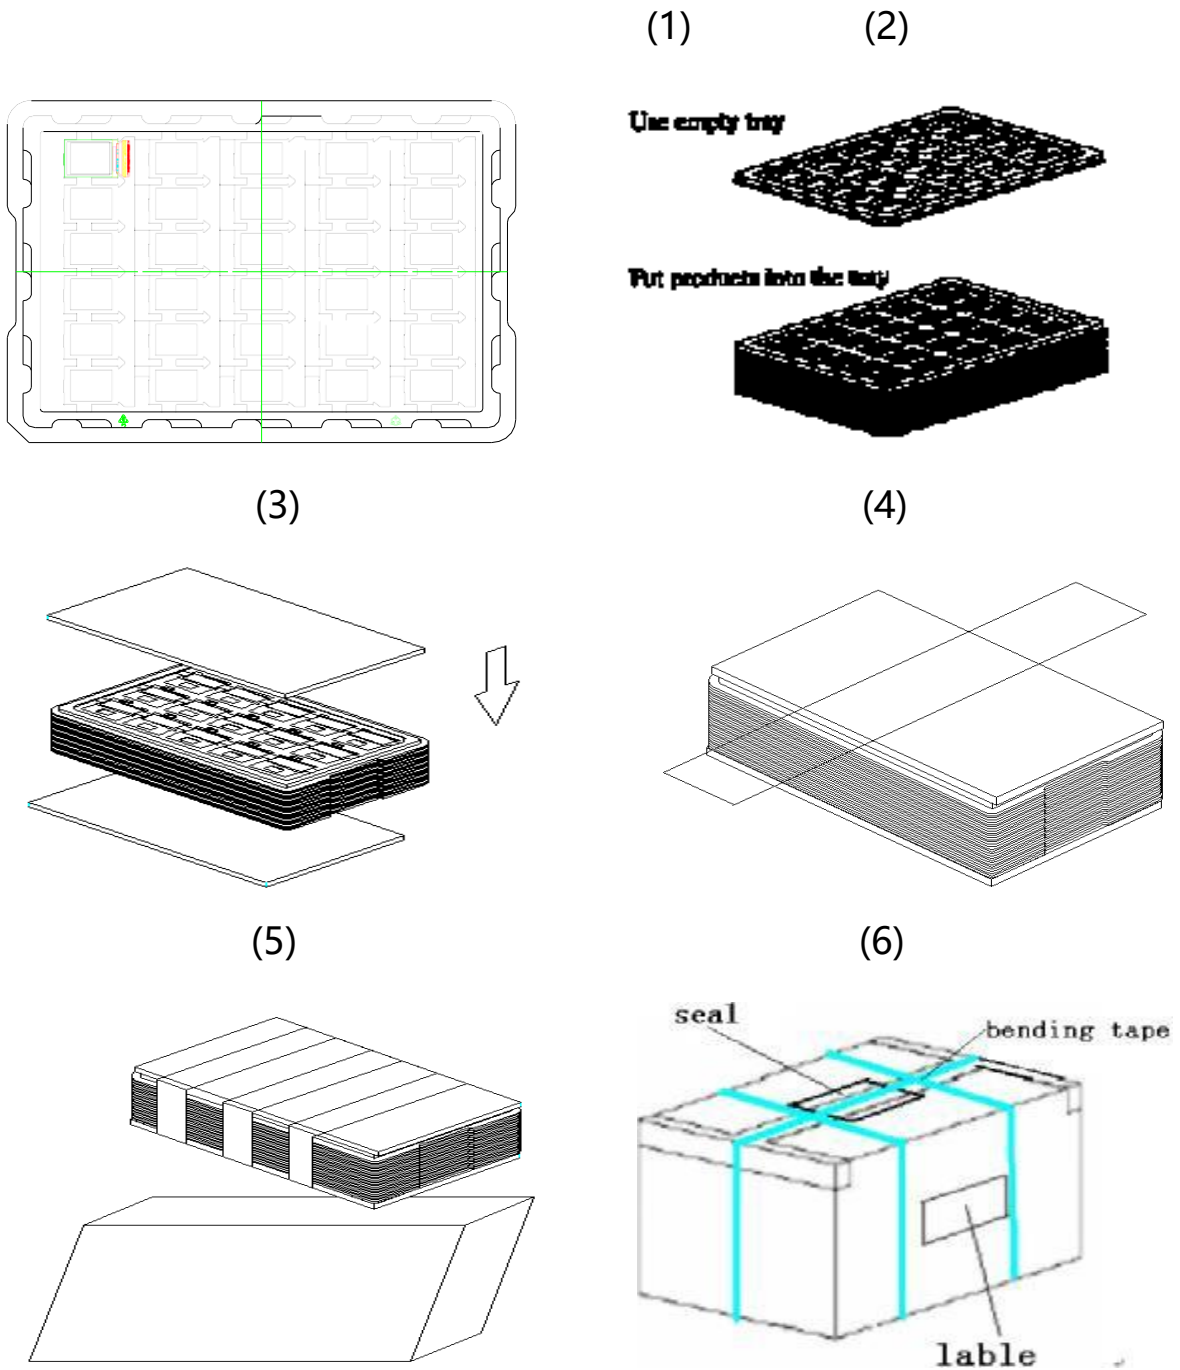 (1) (2)
Use empty tray
Put products into the tray
(3) (4)
(5) (6)
seal
bending tape
lable